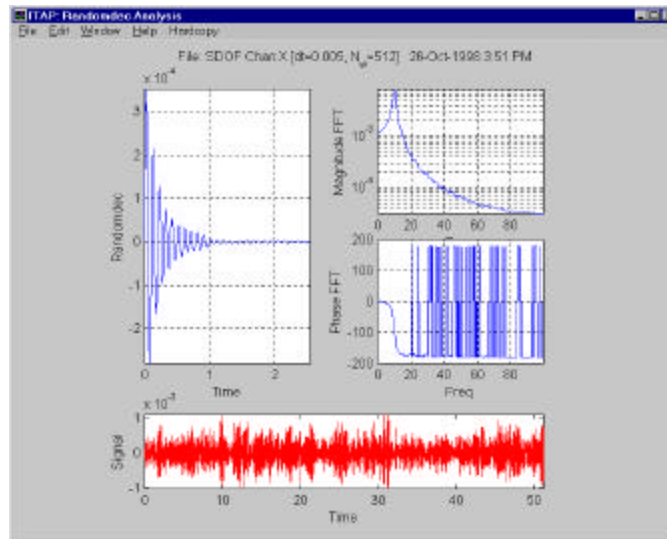 ITAP: Randomdec Analysis
File Edit Window Help Hardcopy
File: SDOF Chan:X [dt=0.005, N =512] 26-Oct-1998 3:51 PM
x 10^-4
3
2
1
0
-1
-2
Randomdec
0 1 2
Time
Magnitude FFT
0 20 40 60 80
200
100
0
-100
-200
Phase FFT
0 20 40 60 80
Freq
x 10^-3
1
0
-1
Signal
0 10 20 30 40 50
Time